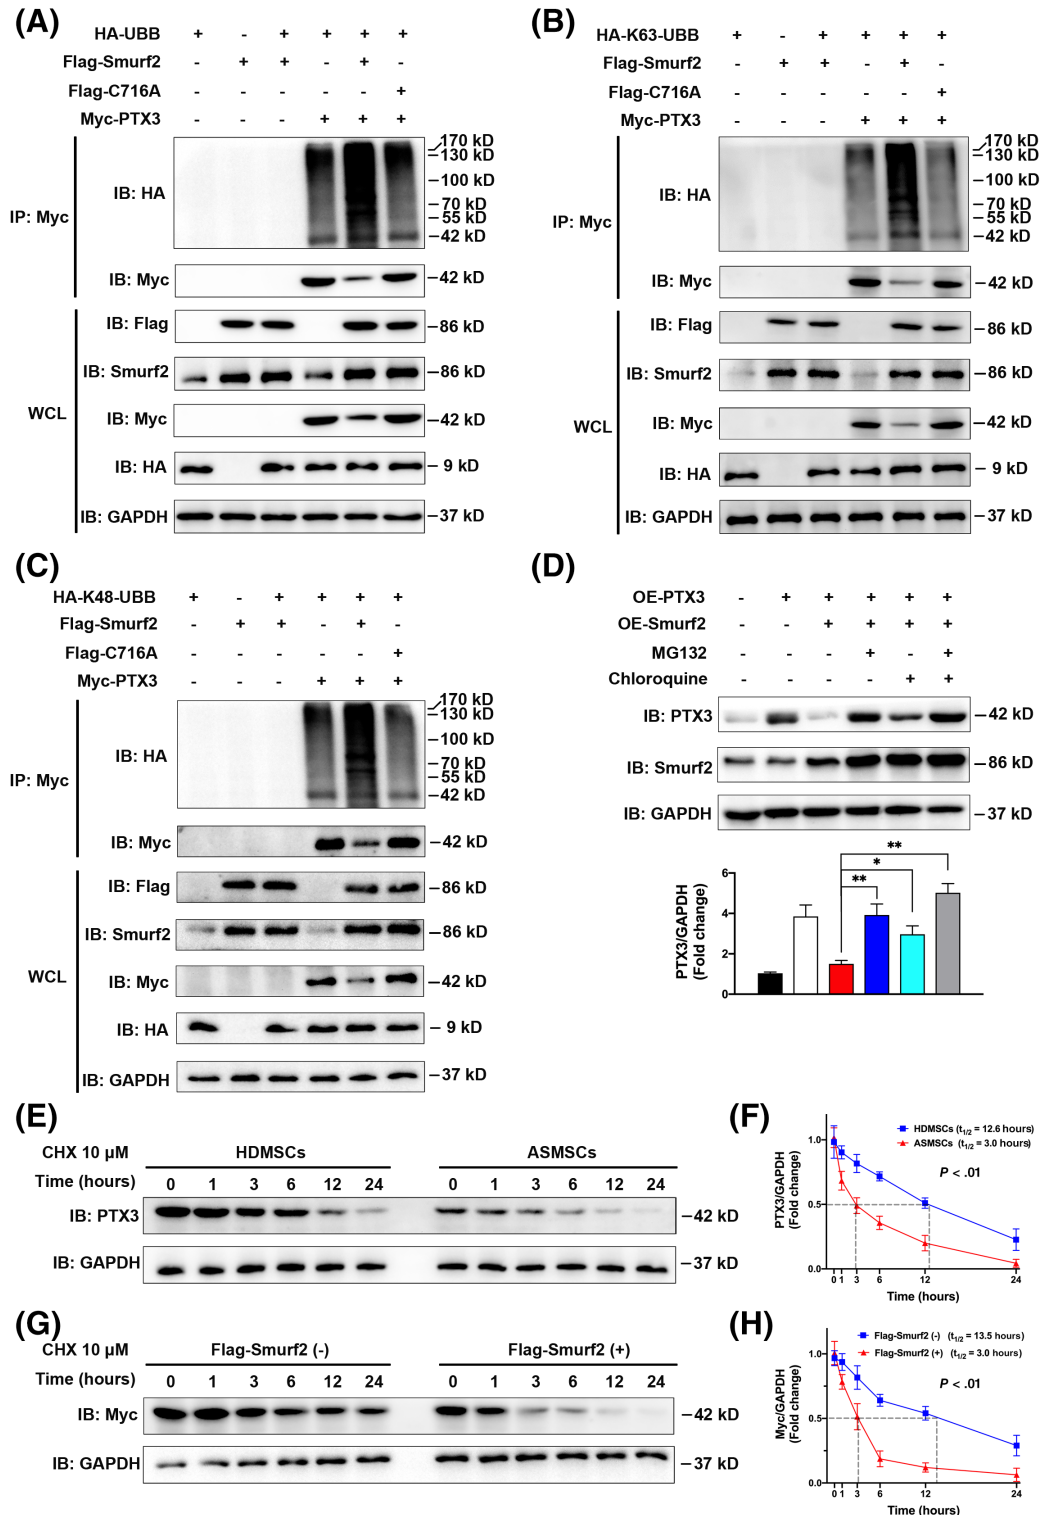 (A)
HA-UBB + - + + + +
Flag-Smurf2 - + + - + -
Flag-C716A - - - - - +
Myc-PTX3 - - - + + +
IP: Myc
IB: HA
170 kD
130 kD
100 kD
70 kD
55 kD
42 kD
IB: Myc 42 kD
WCL
IB: Flag 86 kD
IB: Smurf2 86 kD
IB: Myc 42 kD
IB: HA 9 kD
IB: GAPDH 37 kD
(B)
HA-K63-UBB + - + + + +
Flag-Smurf2 - + + - + -
Flag-C716A - - - - - +
Myc-PTX3 - - - + + +
IP: Myc
IB: HA
170 kD
130 kD
100 kD
70 kD
55 kD
42 kD
IB: Myc 42 kD
WCL
IB: Flag 86 kD
IB: Smurf2 86 kD
IB: Myc 42 kD
IB: HA 9 kD
IB: GAPDH 37 kD
(C)
HA-K48-UBB + - + + + +
Flag-Smurf2 - + + - + -
Flag-C716A - - - - - +
Myc-PTX3 - - - + + +
IP: Myc
IB: HA
170 kD
130 kD
100 kD
70 kD
55 kD
42 kD
IB: Myc 42 kD
WCL
IB: Flag 86 kD
IB: Smurf2 86 kD
IB: Myc 42 kD
IB: HA 9 kD
IB: GAPDH 37 kD
(D)
OE-PTX3 - + + + + +
OE-Smurf2 - - + + + +
MG132 - - - + - +
Chloroquine - - - - + +
IB: PTX3 42 kD
IB: Smurf2 86 kD
IB: GAPDH 37 kD
PTX3/GAPDH
(Fold change)
6
4
2
0
**
*
**
(E)
CHX 10 µM HDMSCs ASMSCs
Time (hours) 0 1 3 6 12 24 0 1 3 6 12 24
IB: PTX3 42 kD
IB: GAPDH 37 kD
(F)
HDMSCs (t1/2 = 12.6 hours)
ASMSCs (t1/2 = 3.0 hours)
P < .01
PTX3/GAPDH
(Fold change)
1.0
0.5
0.0
0 1 3 6 12 24
Time (hours)
(G)
CHX 10 µM Flag-Smurf2 (-) Flag-Smurf2 (+)
Time (hours) 0 1 3 6 12 24 0 1 3 6 12 24
IB: Myc 42 kD
IB: GAPDH 37 kD
(H)
Flag-Smurf2 (-) (t1/2 = 13.5 hours)
Flag-Smurf2 (+) (t1/2 = 3.0 hours)
P < .01
Myc/GAPDH
(Fold change)
1.0
0.5
0.0
0 1 3 6 12 24
Time (hours)